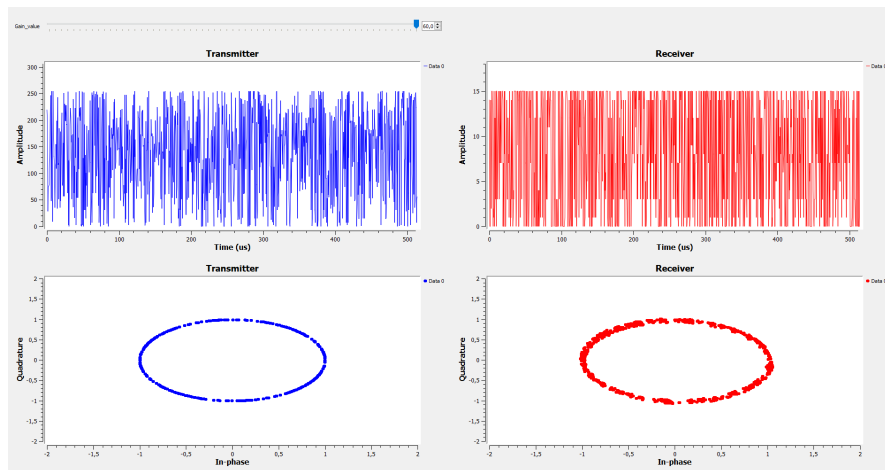 Gain_value 60,0
Transmitter
Data 0
300
250
200
150
100
50
0
Amplitude
0 100 200 300 400 500
Time (us)
Receiver
Data 0
15
10
5
0
Amplitude
0 100 200 300 400 500
Time (us)
Transmitter
Data 0
2
1,5
1
0,5
0
-0,5
-1
-1,5
-2
Quadrature
-2 -1,5 -1 -0,5 0 0,5 1 1,5 2
In-phase
Receiver
Data 0
2
1,5
1
0,5
0
-0,5
-1
-1,5
-2
Quadrature
-2 -1,5 -1 -0,5 0 0,5 1 1,5 2
In-phase